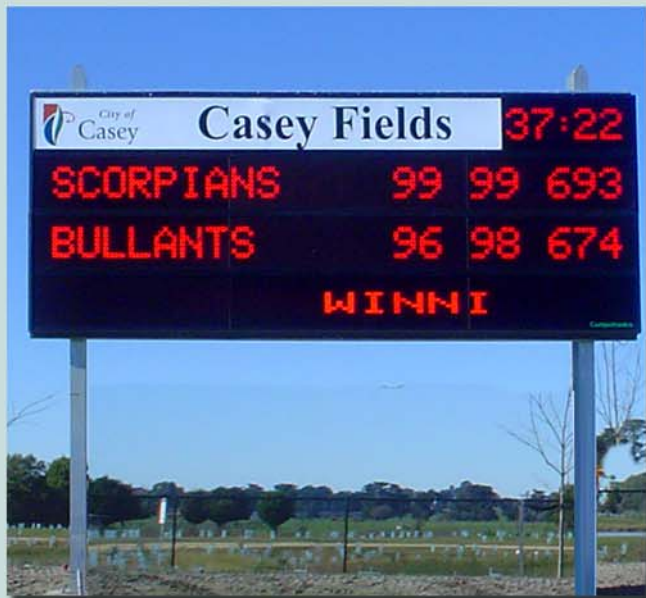 City of
Casey
Casey Fields
37:22
SCORPIANS 99 99 693
BULLANTS 96 98 674
WINNI